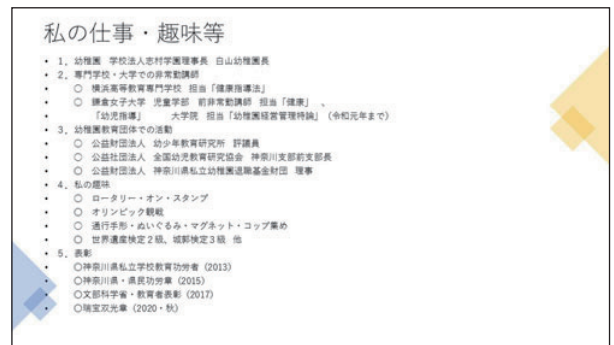 私の仕事・趣味等
• 1．幼稚園　学校法人志村学園理事長　白山幼稚園長
• 2．専門学校・大学での非常勤講師
• ○　横浜高等教育専門学校　担当「健康指導法」
• ○　鎌倉女子大学　児童学部　前非常勤講師　担当「健康」　、
• 「幼児指導」　　大学院　担当「幼稚園経営管理特論」（令和元年まで）
• 3．幼稚園教育団体での活動
• ○　公益財団法人　幼少年教育研究所　評議員
• ○　公益社団法人　全国幼児教育研究協会　神奈川支部前支部長
• ○　公益財団法人　神奈川県私立幼稚園退職基金財団　理事
• 4．私の趣味
• ○　ロータリー・オン・スタンプ
• ○　オリンピック観戦
• ○　通行手形・ぬいぐるみ・マグネット・コップ集め
• ○　世界遺産検定２級、城郭検定３級　他
• 5．表彰
• ○神奈川県私立学校教育功労者（2013）
• ○神奈川県・県民功労章（2015）
• ○文部科学省・教育者表彰（2017）
• ○瑞宝双光章（2020・秋）